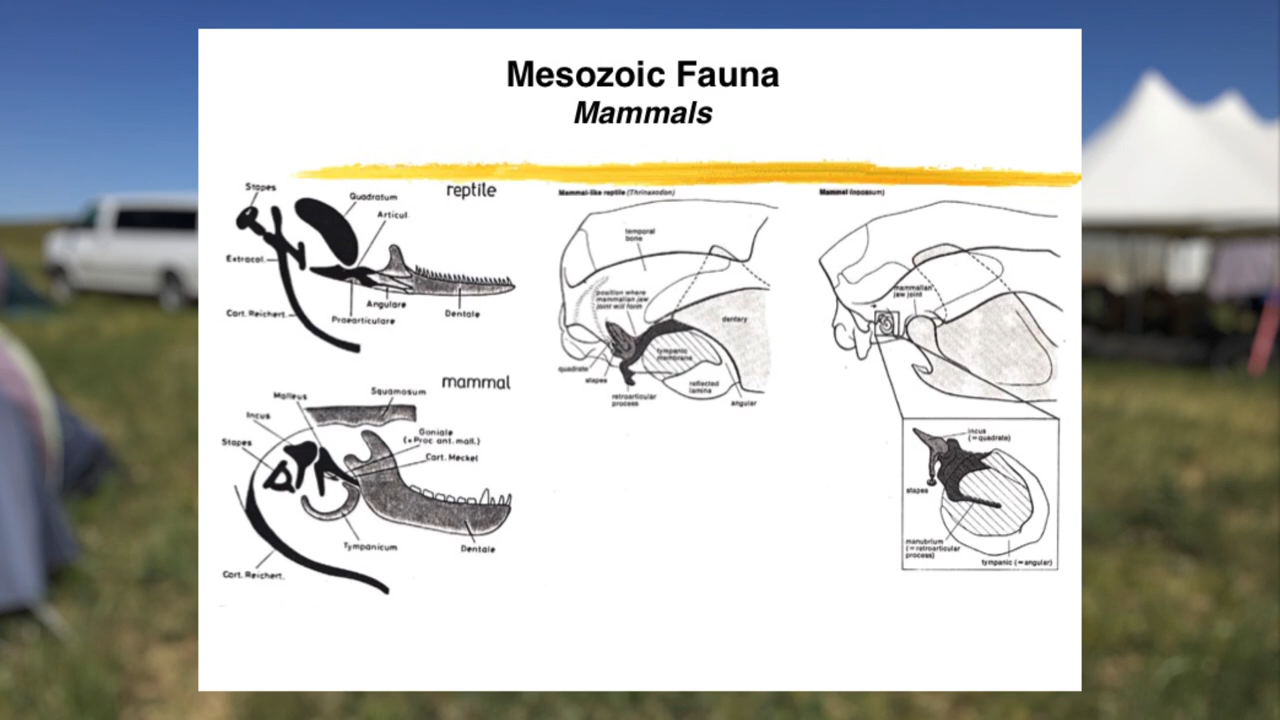 Mesozoic Fauna
Mammals
reptile
Stapes
Quadratum
Articul.
Extracol.
Cart. Reichert.
Angulare
Praearticulare
Dentale
mammal
Malleus
Squamosum
Incus
Goniale
(× Proc. ant. mall.)
Stapes
Cart. Meckel
Tympanicum
Dentale
Cart. Reichert.
Mammal-like reptile (Thrinaxodon)
temporal
bone
position where
mammalian jaw
joint will form
dentary
tympanic
membrane
quadrate
stapes
reflected
lamina
retroarticular
process
angular
Mammal (opossum)
mammalian
jaw joint
incus
(=quadrate)
stapes
manubrium
(=retroarticular
process)
tympanic (=angular)